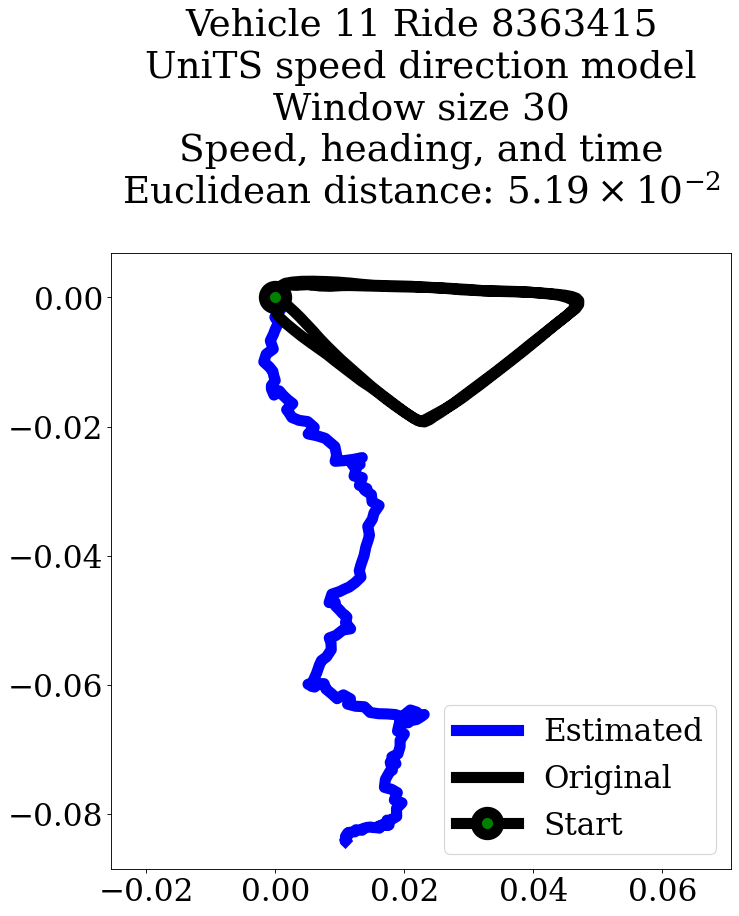 Vehicle 11 Ride 8363415
UniTS speed direction model
Window size 30
Speed, heading, and time
Euclidean distance: 5.19 × 10⁻²
0.00
−0.02
−0.04
−0.06
−0.08
Estimated
Original
Start
−0.02 0.00 0.02 0.04 0.06